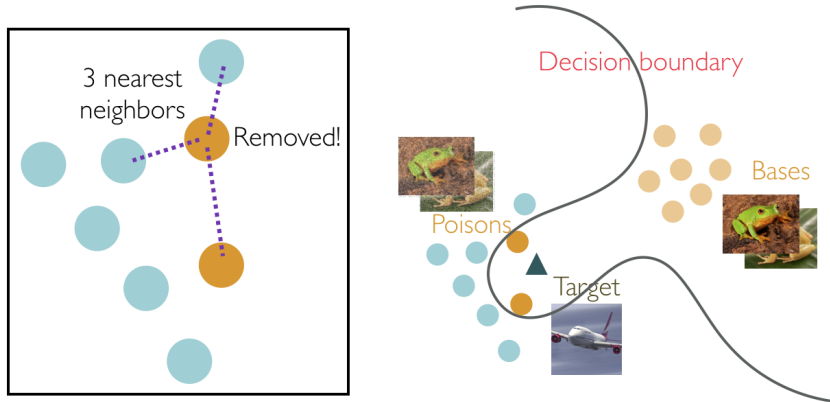 3 nearest
neighbors
Removed!
Decision boundary
Poisons
Bases
Target